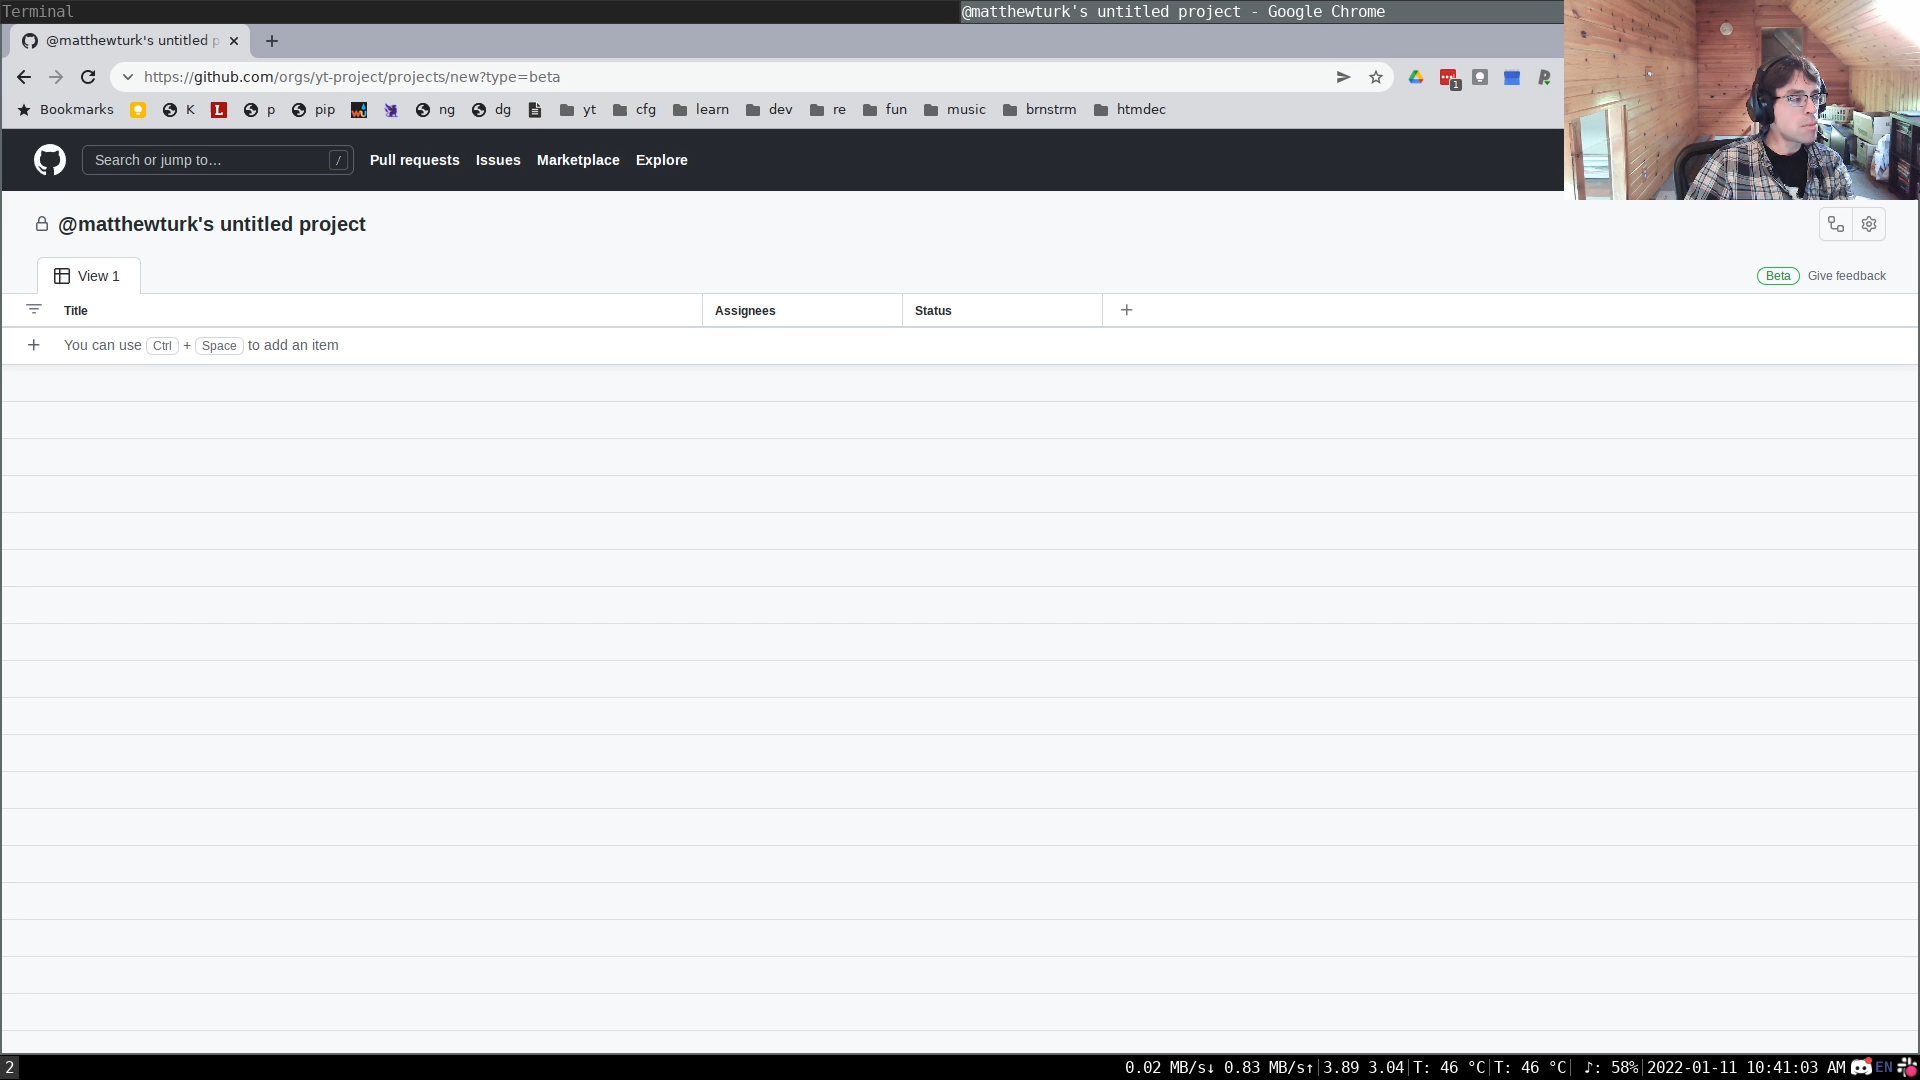 Terminal
@matthewturk's untitled project - Google Chrome
@matthewturk's untitled p
https://github.com/orgs/yt-project/projects/new?type=beta
1
Bookmarks K L p pip ng dg yt cfg learn dev re fun music brnstrm htmdec
Search or jump to… / Pull requests Issues Marketplace Explore
@matthewturk's untitled project
View 1
Beta Give feedback
Title Assignees Status
You can use Ctrl + Space to add an item
2
0.02 MB/s↓ 0.83 MB/s↑ 3.89 3.04 T: 46 °C T: 46 °C ♪: 58% 2022-01-11 10:41:03 AM EN